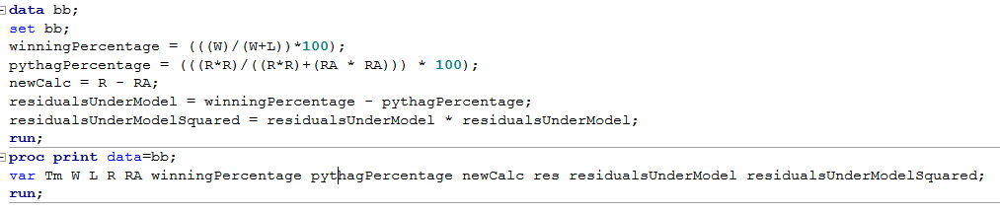 data bb;
set bb;
winningPercentage = (((W)/(W+L))*100);
pythagPercentage = (((R*R)/((R*R)+(RA * RA))) * 100);
newCalc = R - RA;
residualsUnderModel = winningPercentage - pythagPercentage;
residualsUnderModelSquared = residualsUnderModel * residualsUnderModel;
run;
proc print data=bb;
var Tm W L R RA winningPercentage pythagPercentage newCalc res residualsUnderModel residualsUnderModelSquared;
run;